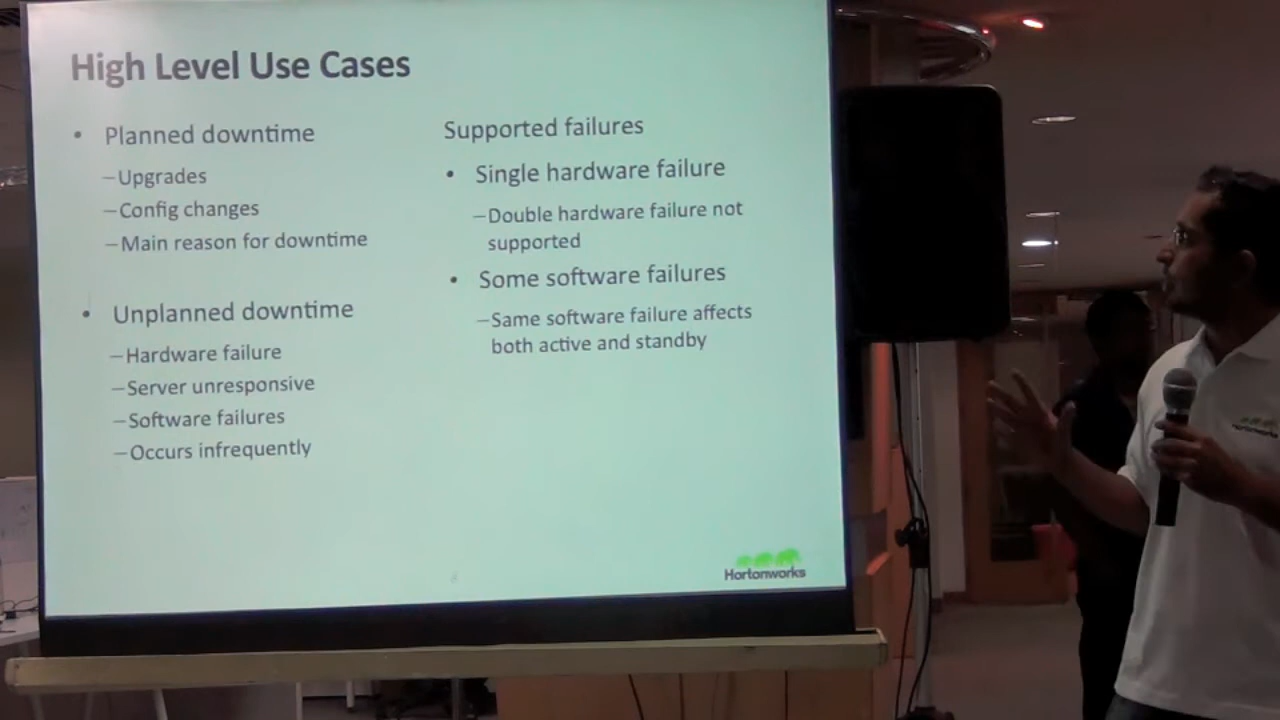 High Level Use Cases
• Planned downtime
–Upgrades
–Config changes
–Main reason for downtime
• Unplanned downtime
–Hardware failure
–Server unresponsive
–Software failures
–Occurs infrequently
Supported failures
• Single hardware failure
–Double hardware failure not
supported
• Some software failures
–Same software failure affects
both active and standby
Hortonworks
Hortonworks